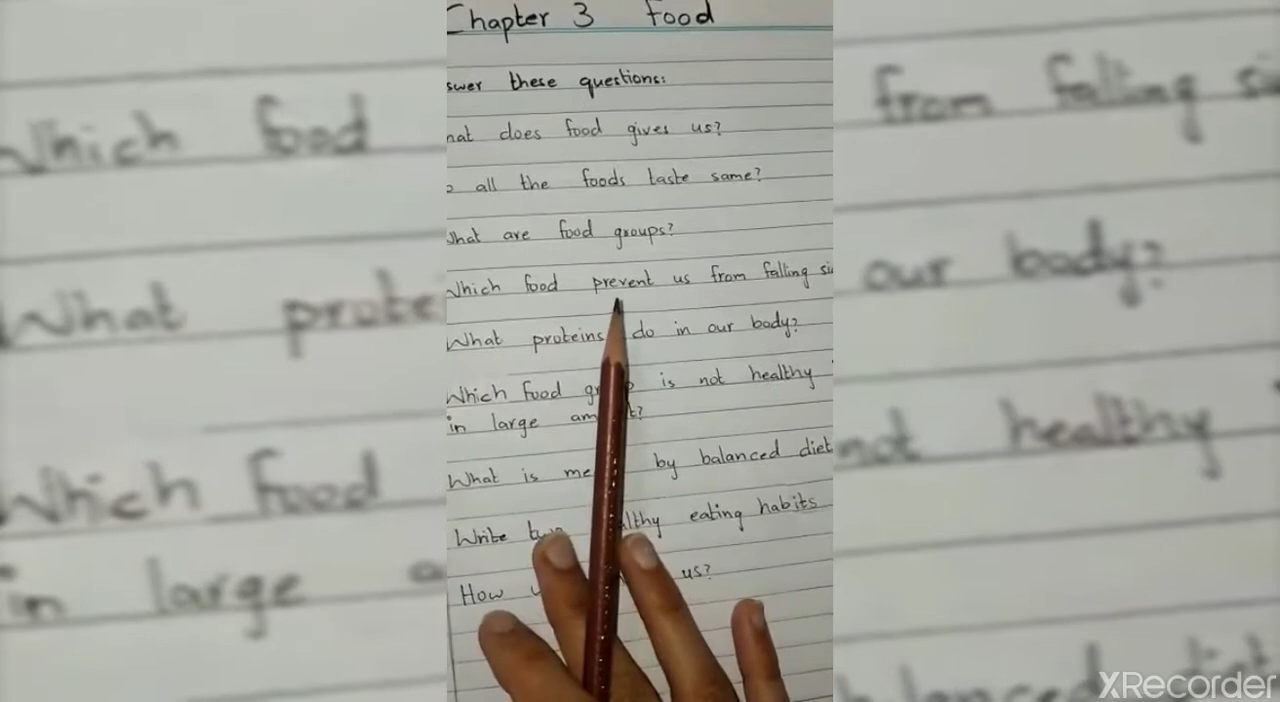 Chapter 3 Food
swer these questions:
hat does food gives us?
all the foods taste same?
What are food groups?
Which food prevent us from falling si
What proteins do in our body?
Which food is not healthy
in large
What is by balanced diet
Write eating habits
How us?
XRecorder